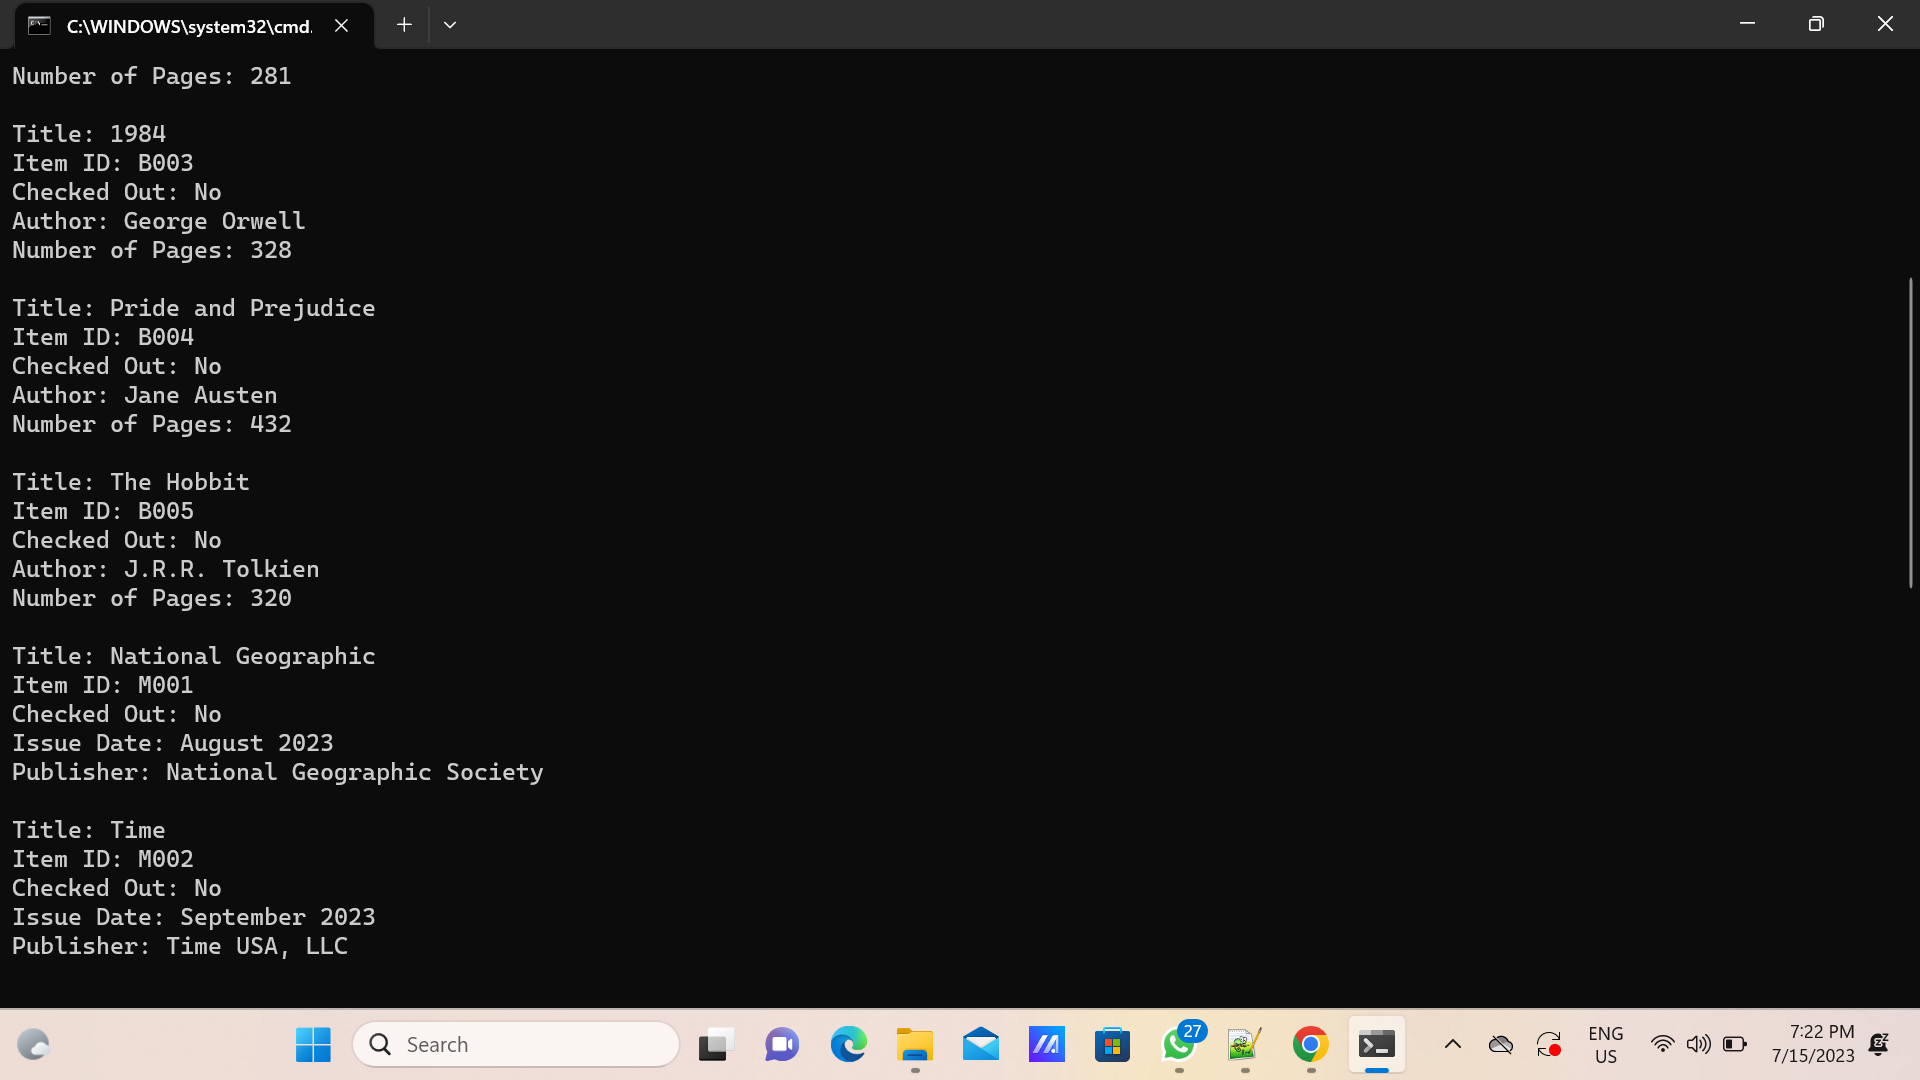 C:\WINDOWS\system32\cmd.
Number of Pages: 281
Title: 1984
Item ID: B003
Checked Out: No
Author: George Orwell
Number of Pages: 328
Title: Pride and Prejudice
Item ID: B004
Checked Out: No
Author: Jane Austen
Number of Pages: 432
Title: The Hobbit
Item ID: B005
Checked Out: No
Author: J.R.R. Tolkien
Number of Pages: 320
Title: National Geographic
Item ID: M001
Checked Out: No
Issue Date: August 2023
Publisher: National Geographic Society
Title: Time
Item ID: M002
Checked Out: No
Issue Date: September 2023
Publisher: Time USA, LLC
Search
27
ENG
US
7:22 PM
7/15/2023